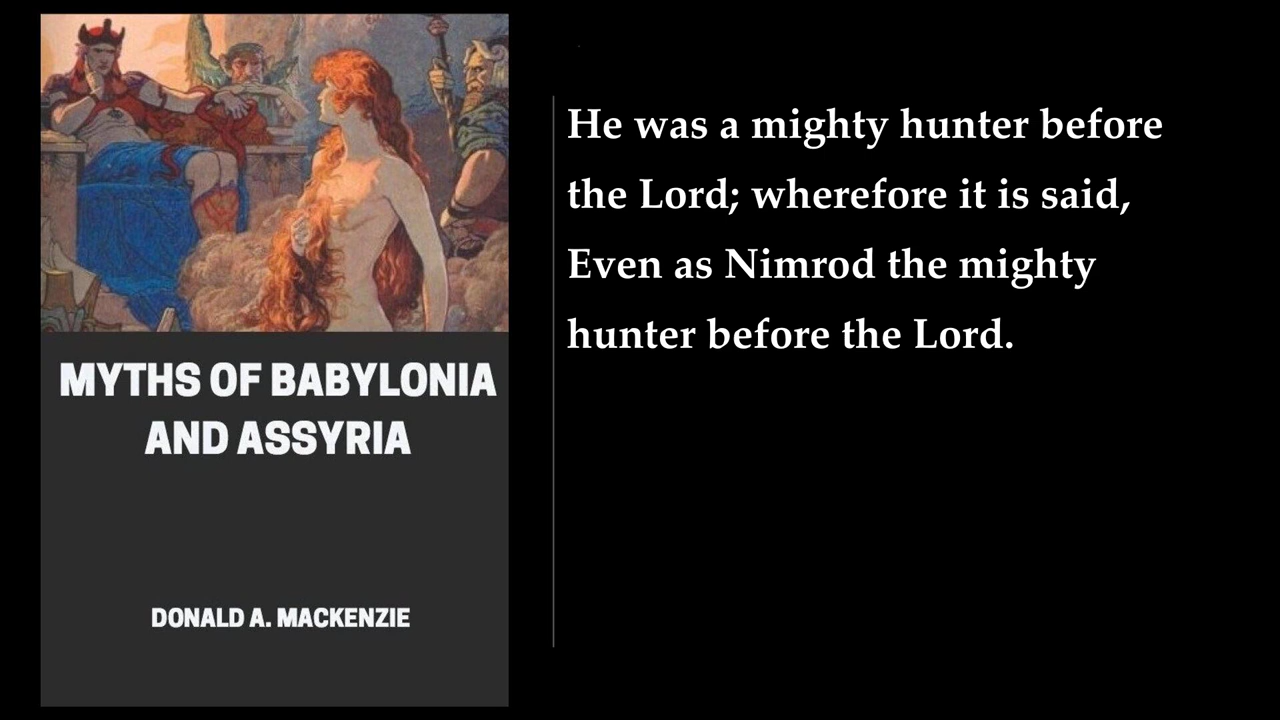 MYTHS OF BABYLONIA
AND ASSYRIA
DONALD A. MACKENZIE
He was a mighty hunter before
the Lord; wherefore it is said,
Even as Nimrod the mighty
hunter before the Lord.